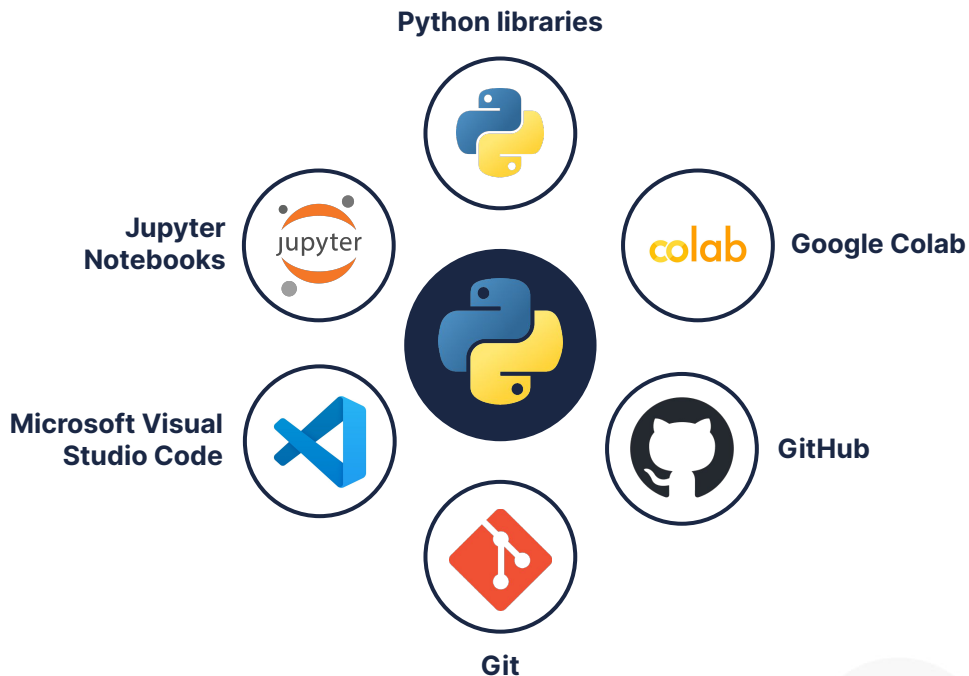 Python libraries
Jupyter
Notebooks
jupyter
colab
Google Colab
Microsoft Visual
Studio Code
GitHub
Git